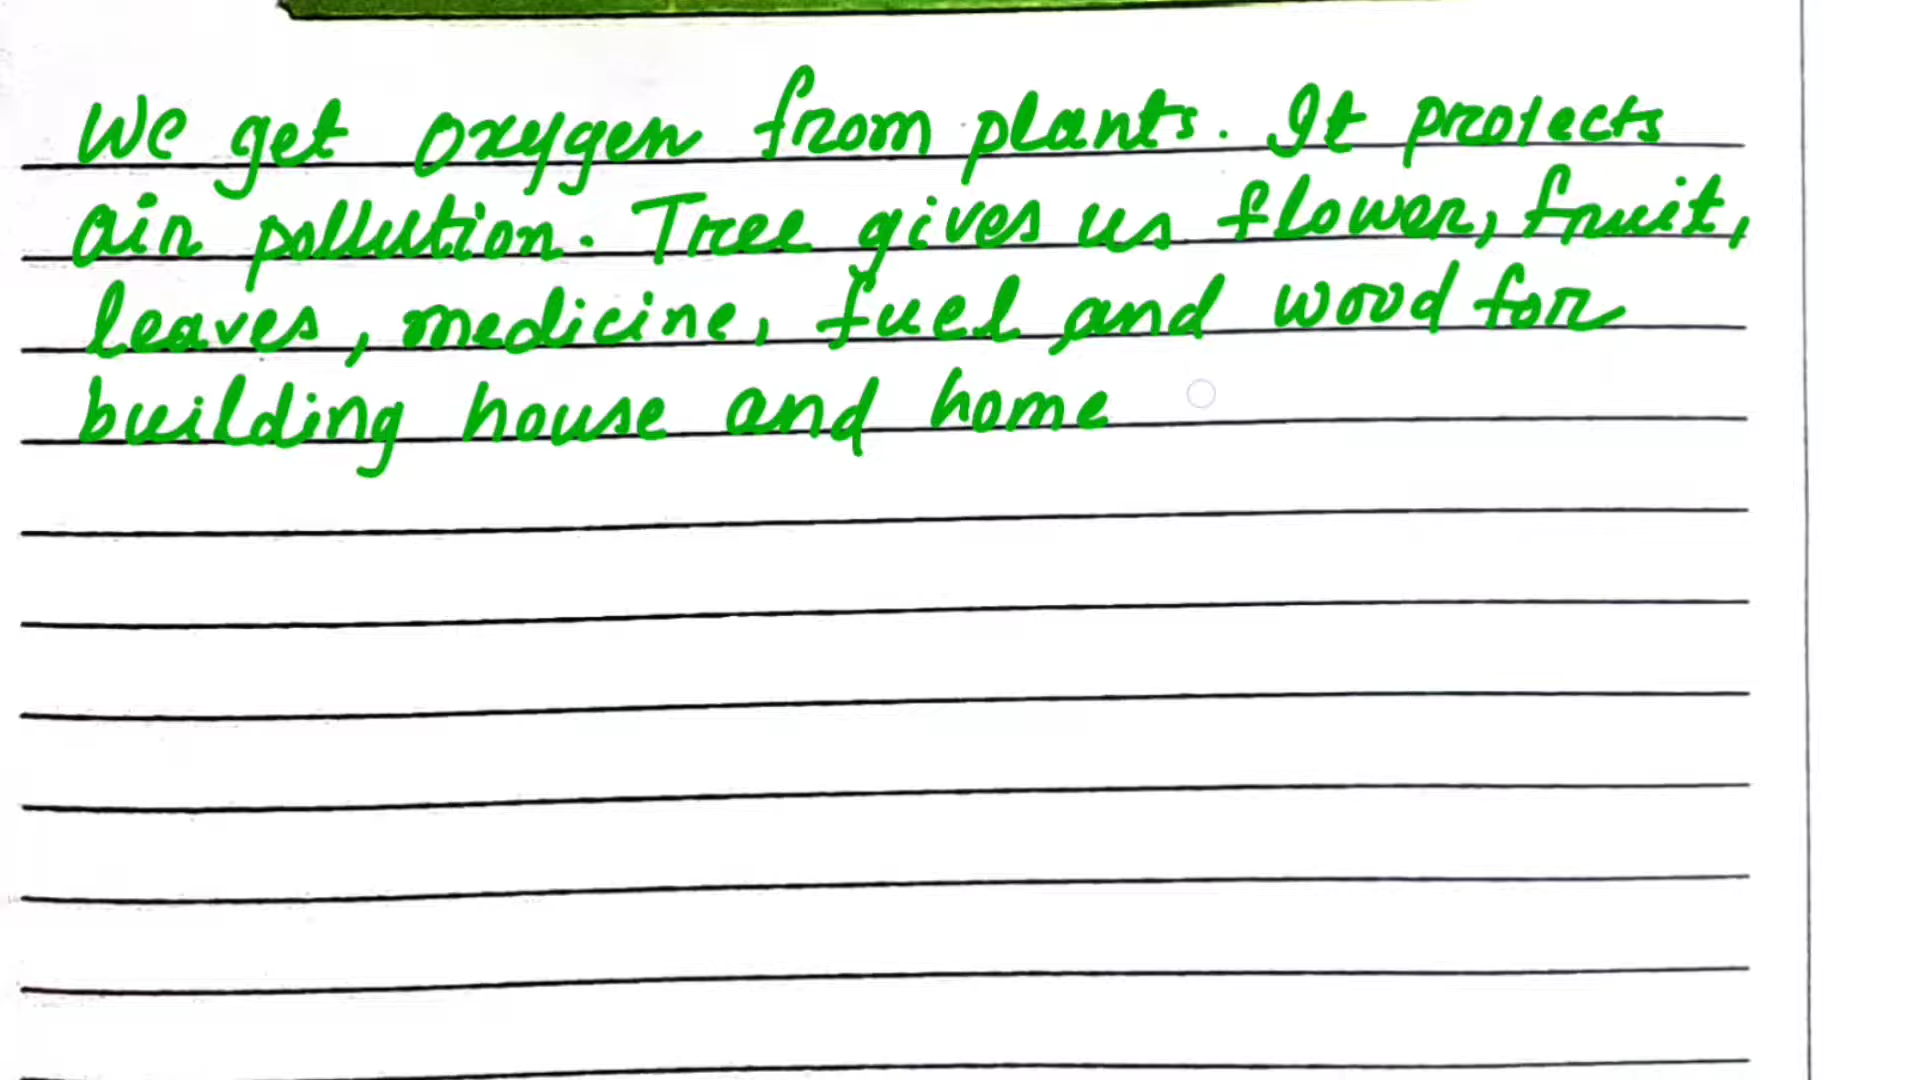 We get oxygen from plants. It protects
air pollution. Tree gives us flower, fruit,
leaves, medicine, fuel and wood for
building house and home